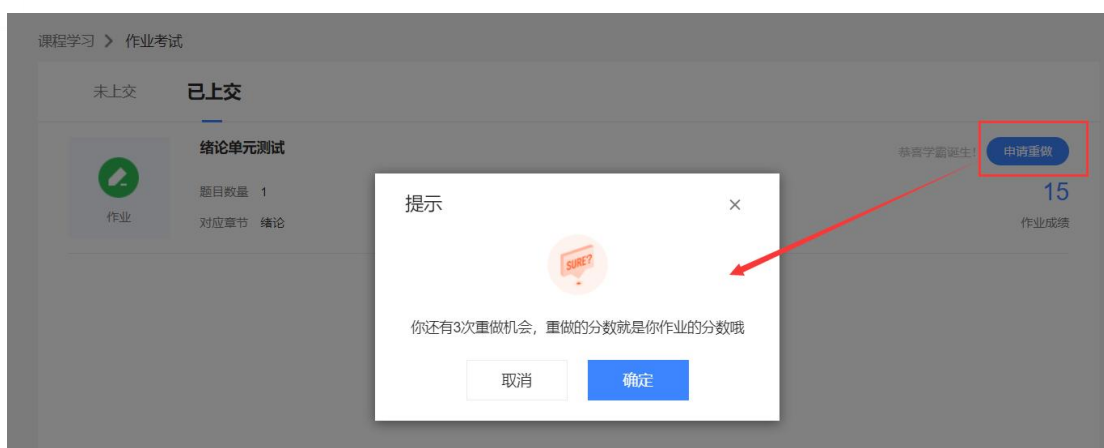 课程学习 > 作业考试
未上交 已上交
绪论单元测试
恭喜学霸诞生! 申请重做
题目数量 1
15
作业
对应章节 绪论
作业成绩
提示 ×
SURE?
你还有3次重做机会，重做的分数就是你作业的分数哦
取消 确定